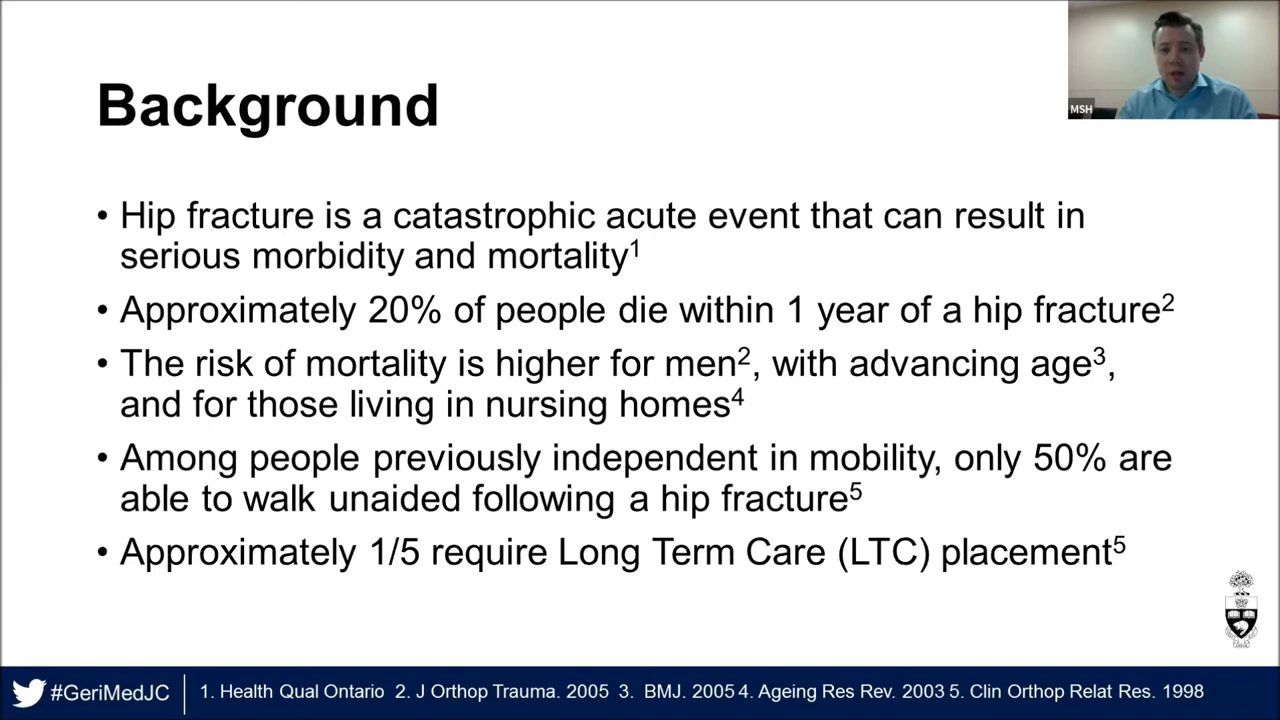 MSH
Background
• Hip fracture is a catastrophic acute event that can result in
serious morbidity and mortality1
• Approximately 20% of people die within 1 year of a hip fracture2
• The risk of mortality is higher for men2, with advancing age3,
and for those living in nursing homes4
• Among people previously independent in mobility, only 50% are
able to walk unaided following a hip fracture5
• Approximately 1/5 require Long Term Care (LTC) placement5
#GeriMedJC
1. Health Qual Ontario 2. J Orthop Trauma. 2005 3. BMJ. 2005 4. Ageing Res Rev. 2003 5. Clin Orthop Relat Res. 1998